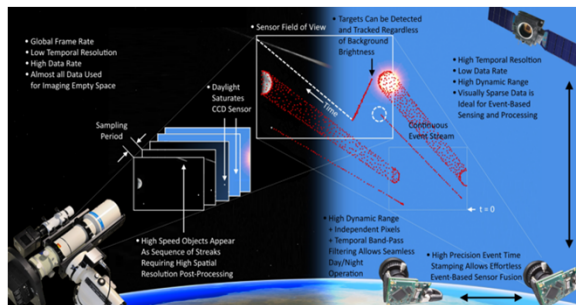 • Global Frame Rate
• Low Temporal Resolution
• High Data Rate
• Almost all Data Used
for Imaging Empty Space
Sensor Field of View
• Targets Can be Detected
and Tracked Regardless
of Background
Brightness
• High Temporal Resoltion
• Low Data Rate
• High Dynamic Range
• Visually Sparse Data is
Ideal for Event-Based
Sensing and Processing
• Daylight
Saturates
CCD Sensor
Time
Sampling
Period
Continuous
Event Stream
t = 0
• High Speed Objects Appear
As Sequence of Streaks
Requiring High Spatial
Resolution Post-Processing
• High Dynamic Range
+ Independent Pixels
+ Temporal Band-Pass
Filtering Allows Seamless
Day/Night
Operation
• High Precision Event Time
Stamping Allows Effortless
Event-Based Sensor Fusion